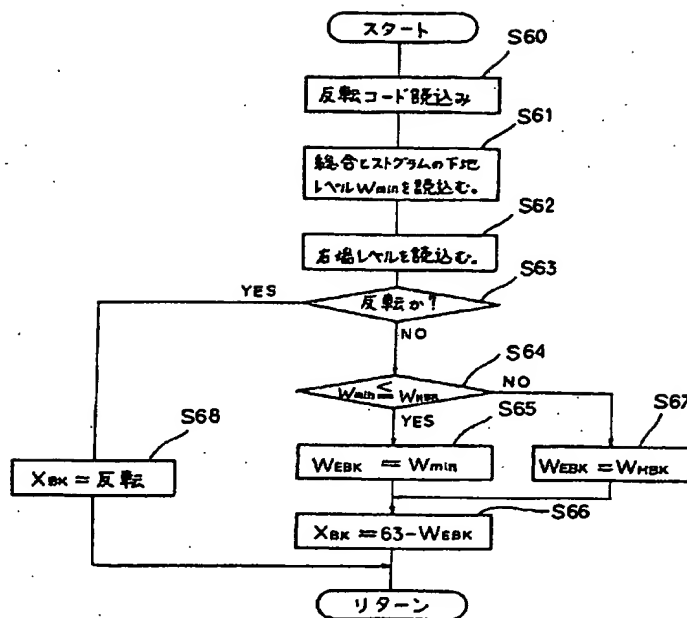 スタート
S60
反転コード読込み
S61
総合ヒストグラムの下地
レベルWminを読込む。
S62
右端レベルを読込む。
S63
反転か?
YES
NO
S64
Wmin≦WHBK
NO
YES
S65
WEBK = Wmin
S67
WEBK = WHBK
S68
XBK = 反転
S66
XBK = 63-WEBK
リターン